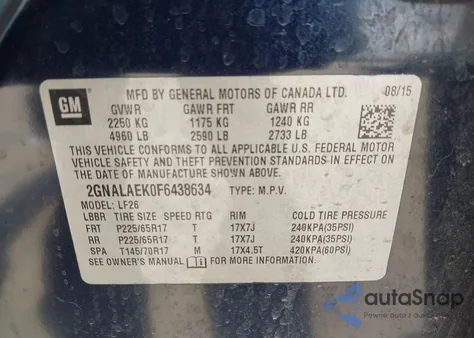 GM
MFD BY GENERAL MOTORS OF CANADA LTD. 08/15
GVWR GAWR FRT GAWR RR
2250 KG 1175 KG 1240 KG
4960 LB 2590 LB 2733 LB
THIS VEHICLE CONFORMS TO ALL APPLICABLE U.S. FEDERAL MOTOR
VEHICLE SAFETY AND THEFT PREVENTION STANDARDS IN EFFECT ON
THE DATE OF MANUFACTURE SHOWN ABOVE.
2GNALAEK0F6438634 TYPE: M.P.V.
MODEL: LF26
LBBR TIR SIZE SPEED RTG RIM COLD TIRE PRESSURE
FRT P225/65R17 T 17X7J 240KPA(35PSI)
RR P225/65R17 T 17X7J 240KPA(35PSI)
SPA T145/70R17 M 17X4.5T 420KPA(60PSI)
SEE OWNER'S MANUAL FOR MORE INFORMATION.
autoSnap